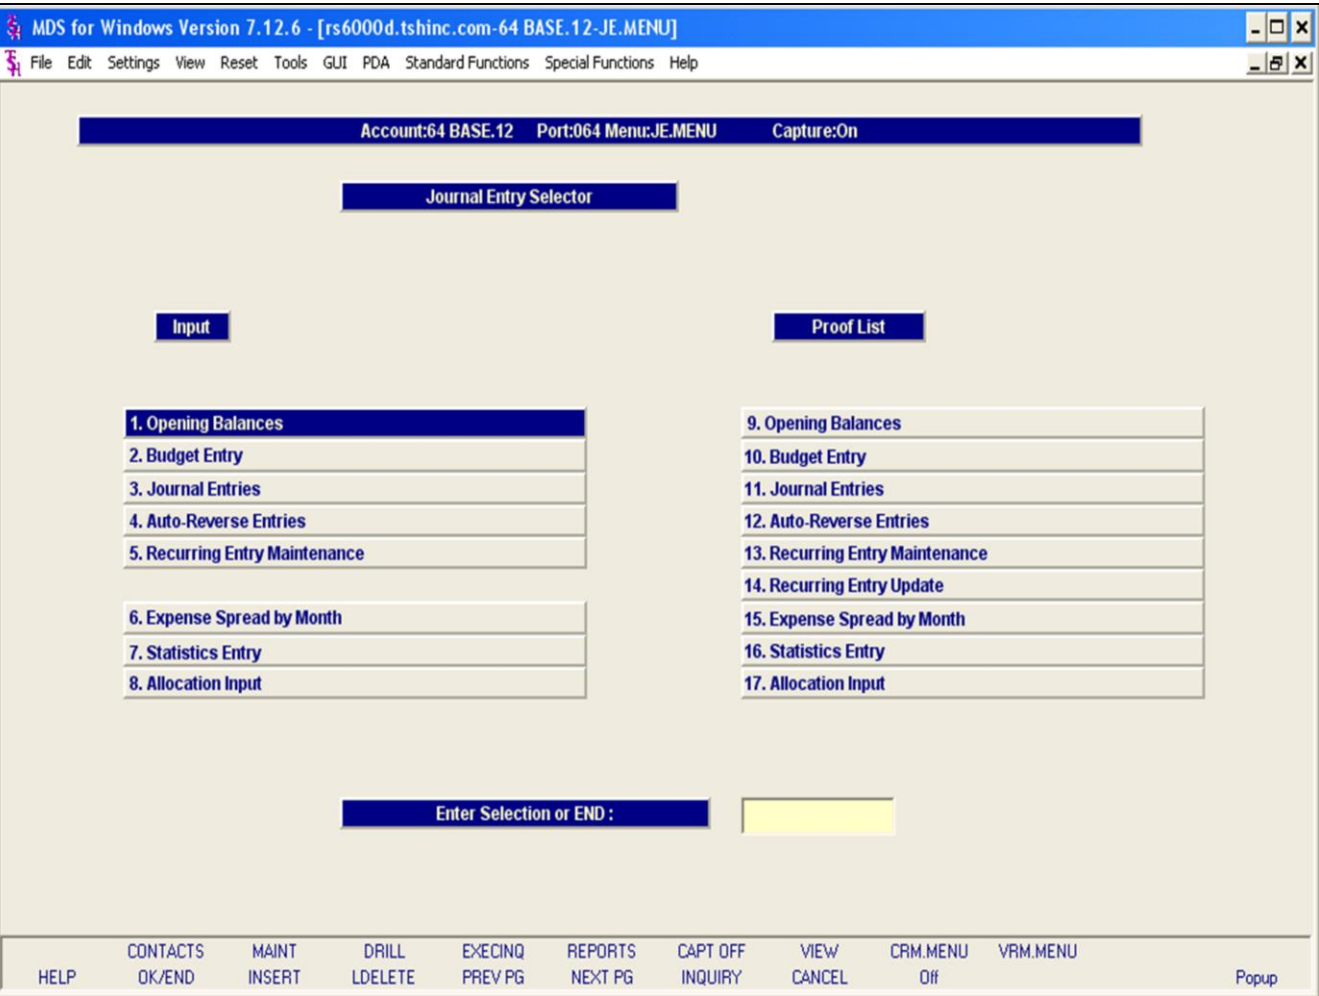 MDS for Windows Version 7.12.6 - [rs6000d.tshinc.com-64 BASE.12-JE.MENU]
File Edit Settings View Reset Tools GUI PDA Standard Functions Special Functions Help
Account:64 BASE.12 Port:064 Menu:JE.MENU Capture:On
Journal Entry Selector
Input
Proof List
1. Opening Balances
2. Budget Entry
3. Journal Entries
4. Auto-Reverse Entries
5. Recurring Entry Maintenance
6. Expense Spread by Month
7. Statistics Entry
8. Allocation Input
9. Opening Balances
10. Budget Entry
11. Journal Entries
12. Auto-Reverse Entries
13. Recurring Entry Maintenance
14. Recurring Entry Update
15. Expense Spread by Month
16. Statistics Entry
17. Allocation Input
Enter Selection or END :
CONTACTS MAINT DRILL EXECINQ REPORTS CAPT OFF VIEW CRM.MENU VRM.MENU
HELP OK/END INSERT LDELETE PREV PG NEXT PG INQUIRY CANCEL Off Popup